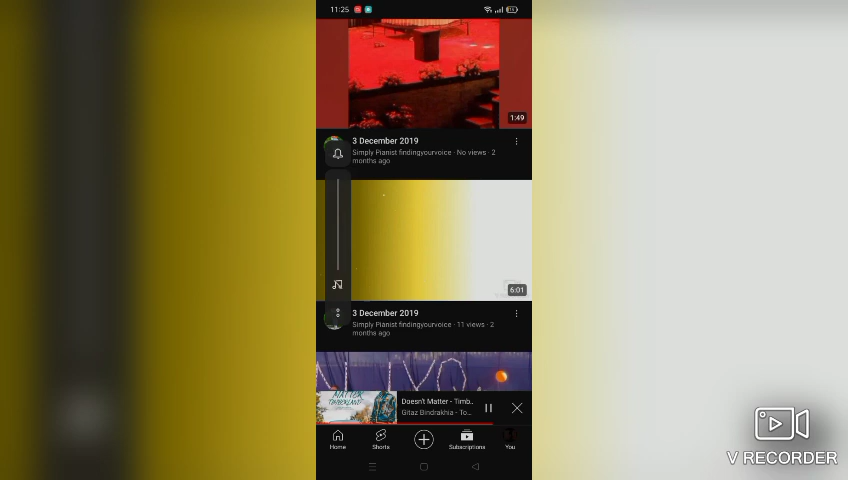 11:25
1:49
3 December 2019
Simply Pianist findingyourvoice · No views · 2
months ago
6:01
3 December 2019
Simply Pianist findingyourvoice · 11 views · 2
months ago
MATTER
TIMBERLAND
Doesn't Matter - Timb..
Gitaz Bindrakhia - To...
Home
Shorts
Subscriptions
You
V RECORDER